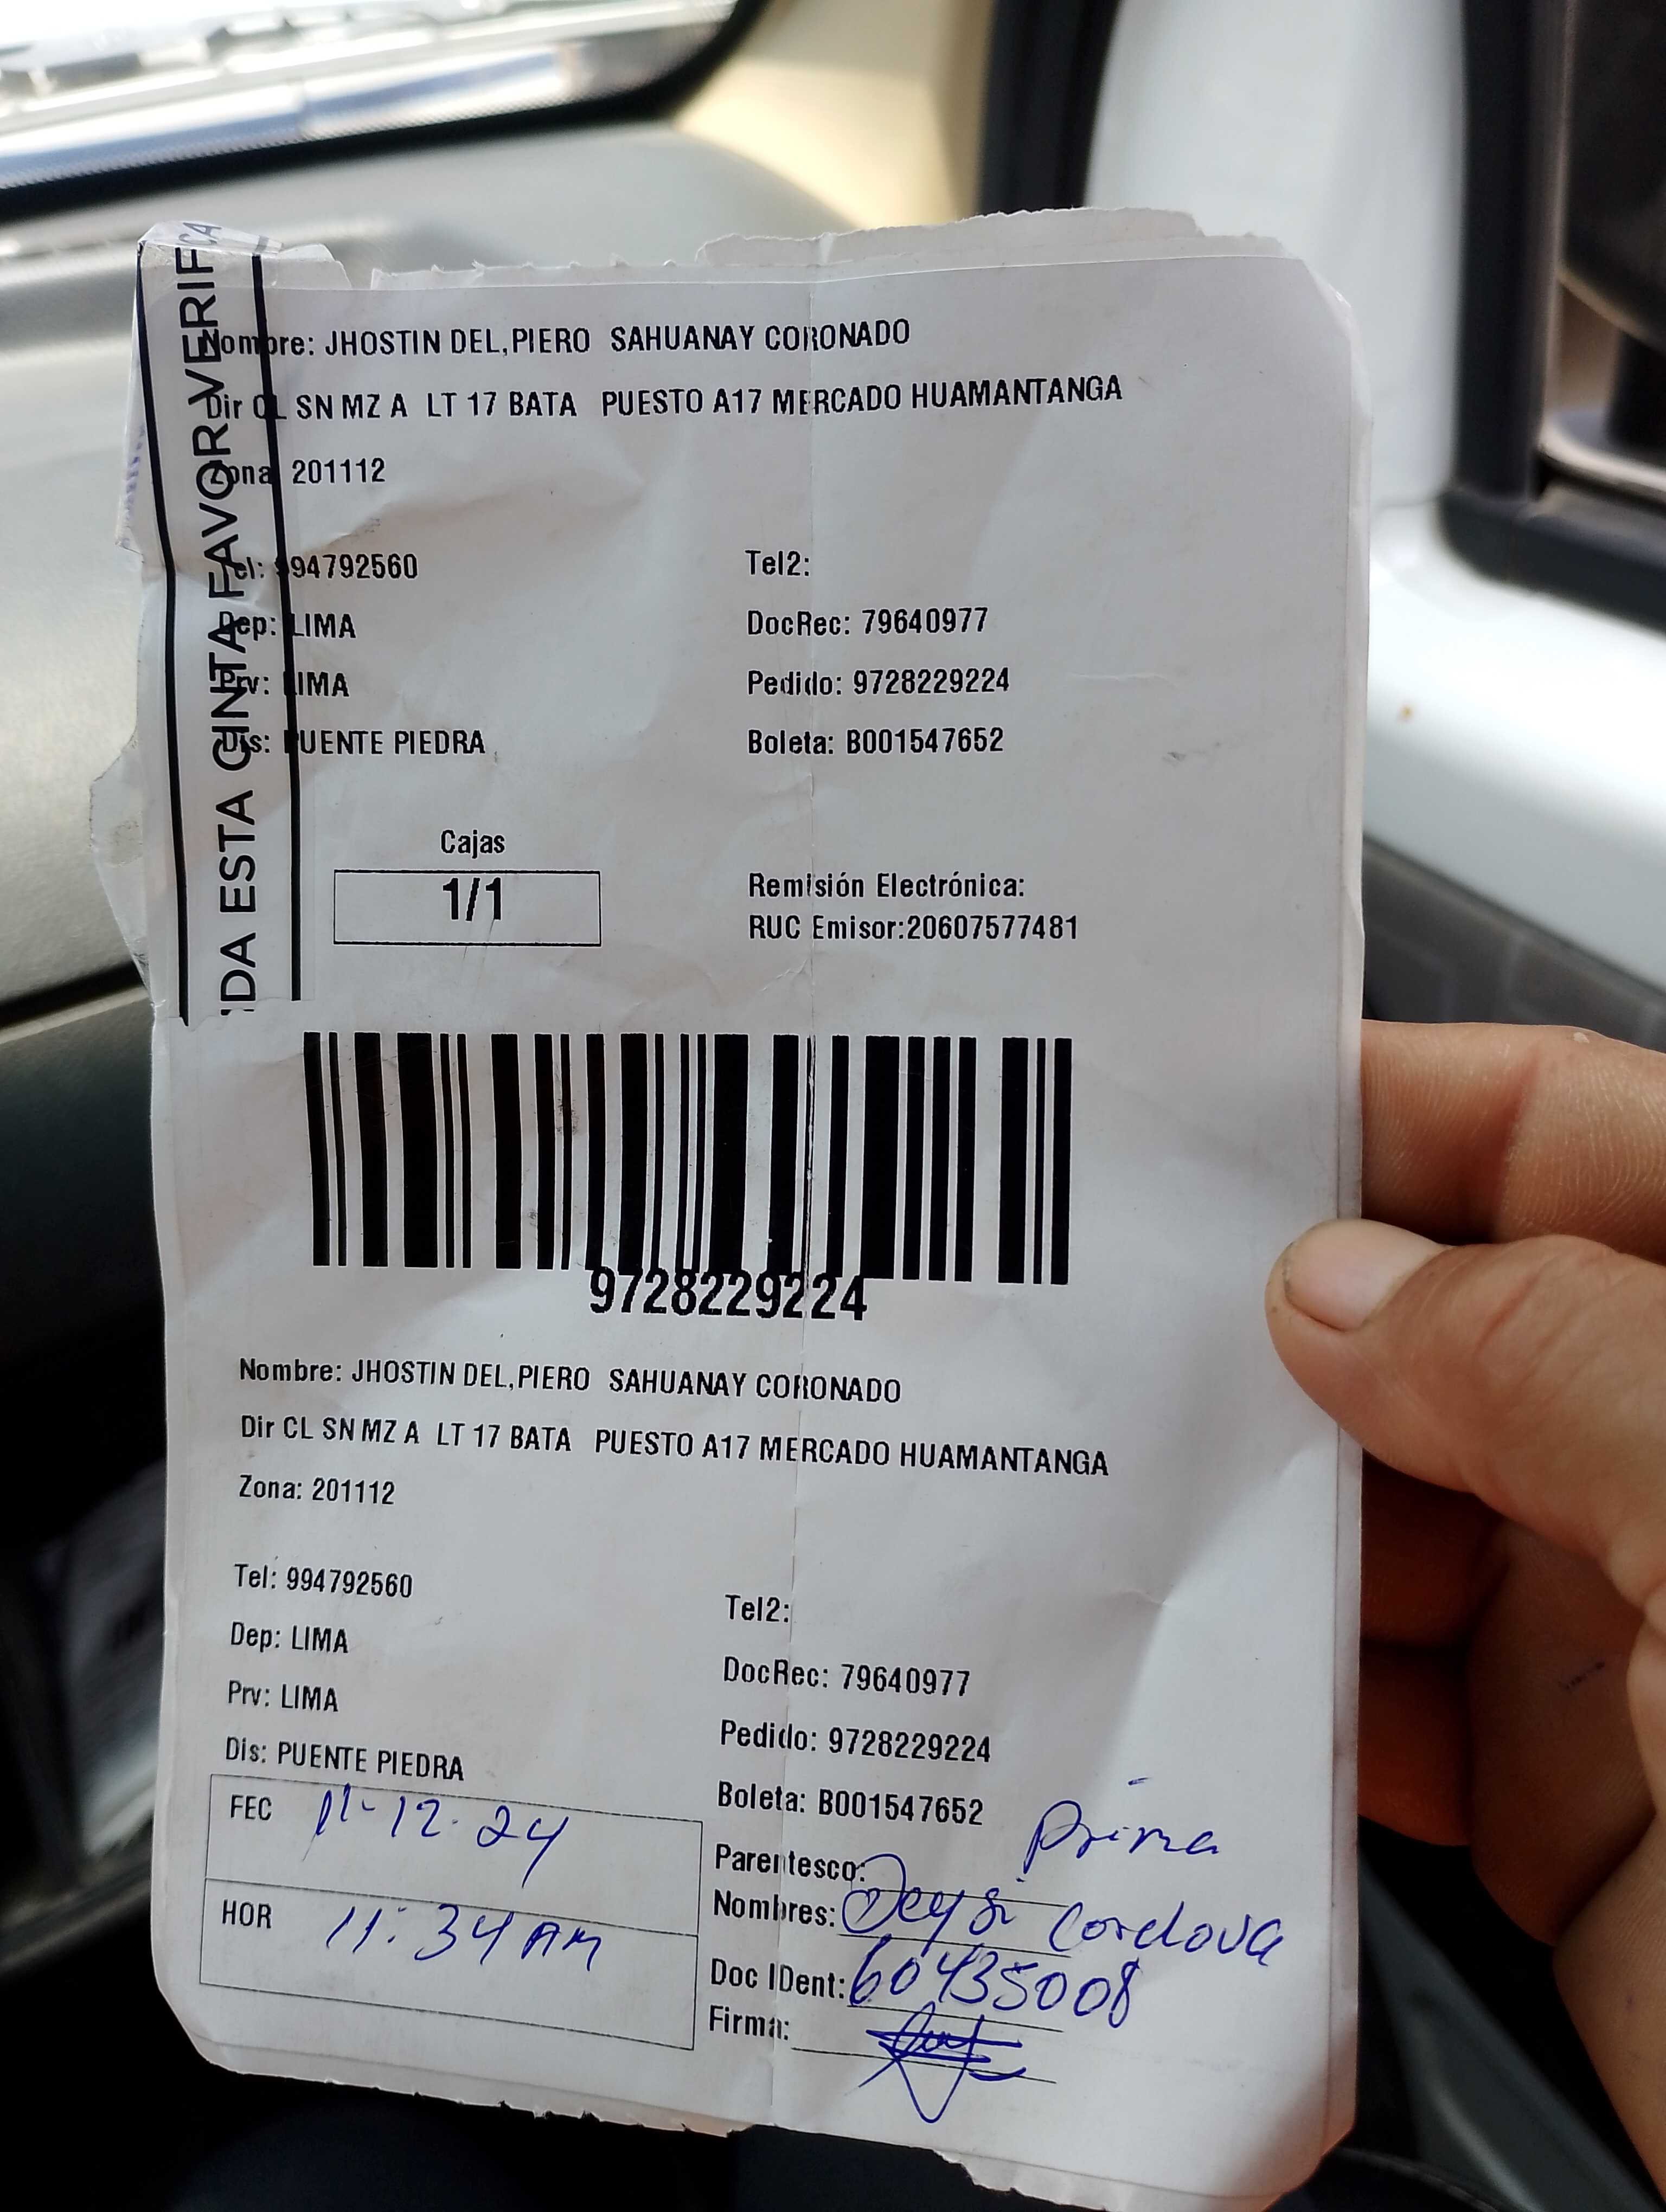 DA ESTA CINTA FAVOR VERIFICA
Nombre: JHOSTIN DEL,PIERO SAHUANAY CORONADO
Dir CL SN MZ A LT 17 BATA PUESTO A17 MERCADO HUAMANTANGA
Zona: 201112
Tel: 994792560 Tel2:
Dep: LIMA DocRec: 79640977
Prv: LIMA Pedido: 9728229224
Dis: PUENTE PIEDRA Boleta: B001547652
Cajas
1/1
Remisión Electrónica:
RUC Emisor:20607577481
9728229224
Nombre: JHOSTIN DEL,PIERO SAHUANAY CORONADO
Dir CL SN MZ A LT 17 BATA PUESTO A17 MERCADO HUAMANTANGA
Zona: 201112
Tel: 994792560 Tel2:
Dep: LIMA DocRec: 79640977
Prv: LIMA Pedido: 9728229224
Dis: PUENTE PIEDRA Boleta: B001547652
FEC 11-12-24
HOR 11:34 AM
Parentesco: Prima
Nombres: Deysi Cordova
Doc IDent: 60435008
Firma: